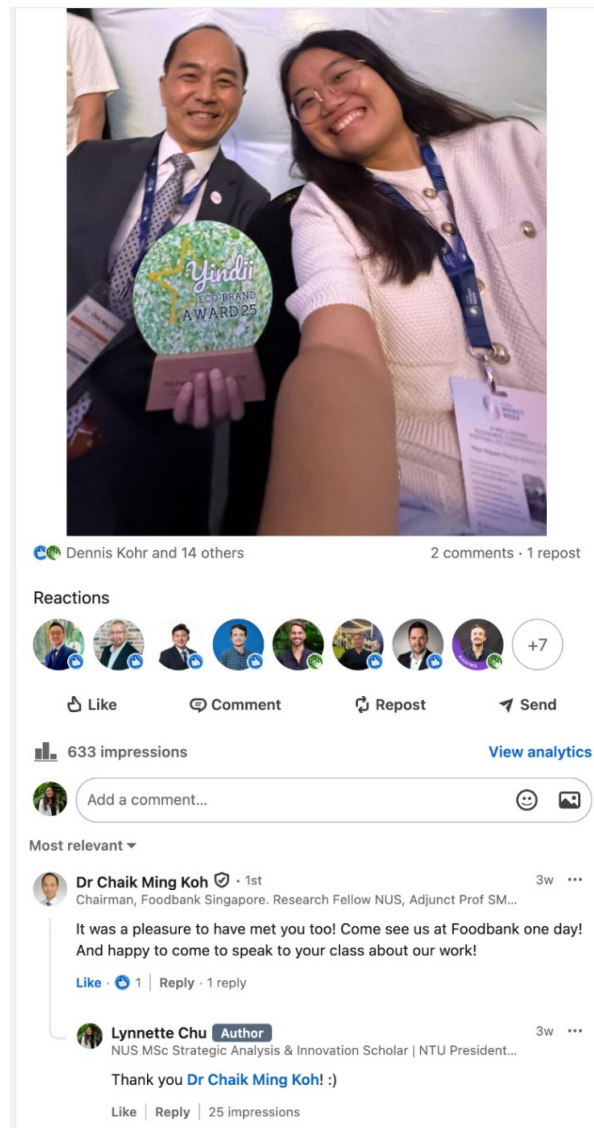 Yindii
ECO-BRAND
AWARD25
IMPACT
WEEK
Dennis Kohr and 14 others
2 comments · 1 repost
Reactions
+7
Like
Comment
Repost
Send
633 impressions
View analytics
Add a comment...
Most relevant
Dr Chaik Ming Koh · 1st
3w
Chairman, Foodbank Singapore. Research Fellow NUS, Adjunct Prof SM...
It was a pleasure to have met you too! Come see us at Foodbank one day!
And happy to come to speak to your class about our work!
Like · 1 | Reply · 1 reply
Lynnette Chu Author
3w
NUS MSc Strategic Analysis & Innovation Scholar | NTU President...
Thank you Dr Chaik Ming Koh! :)
Like | Reply | 25 impressions